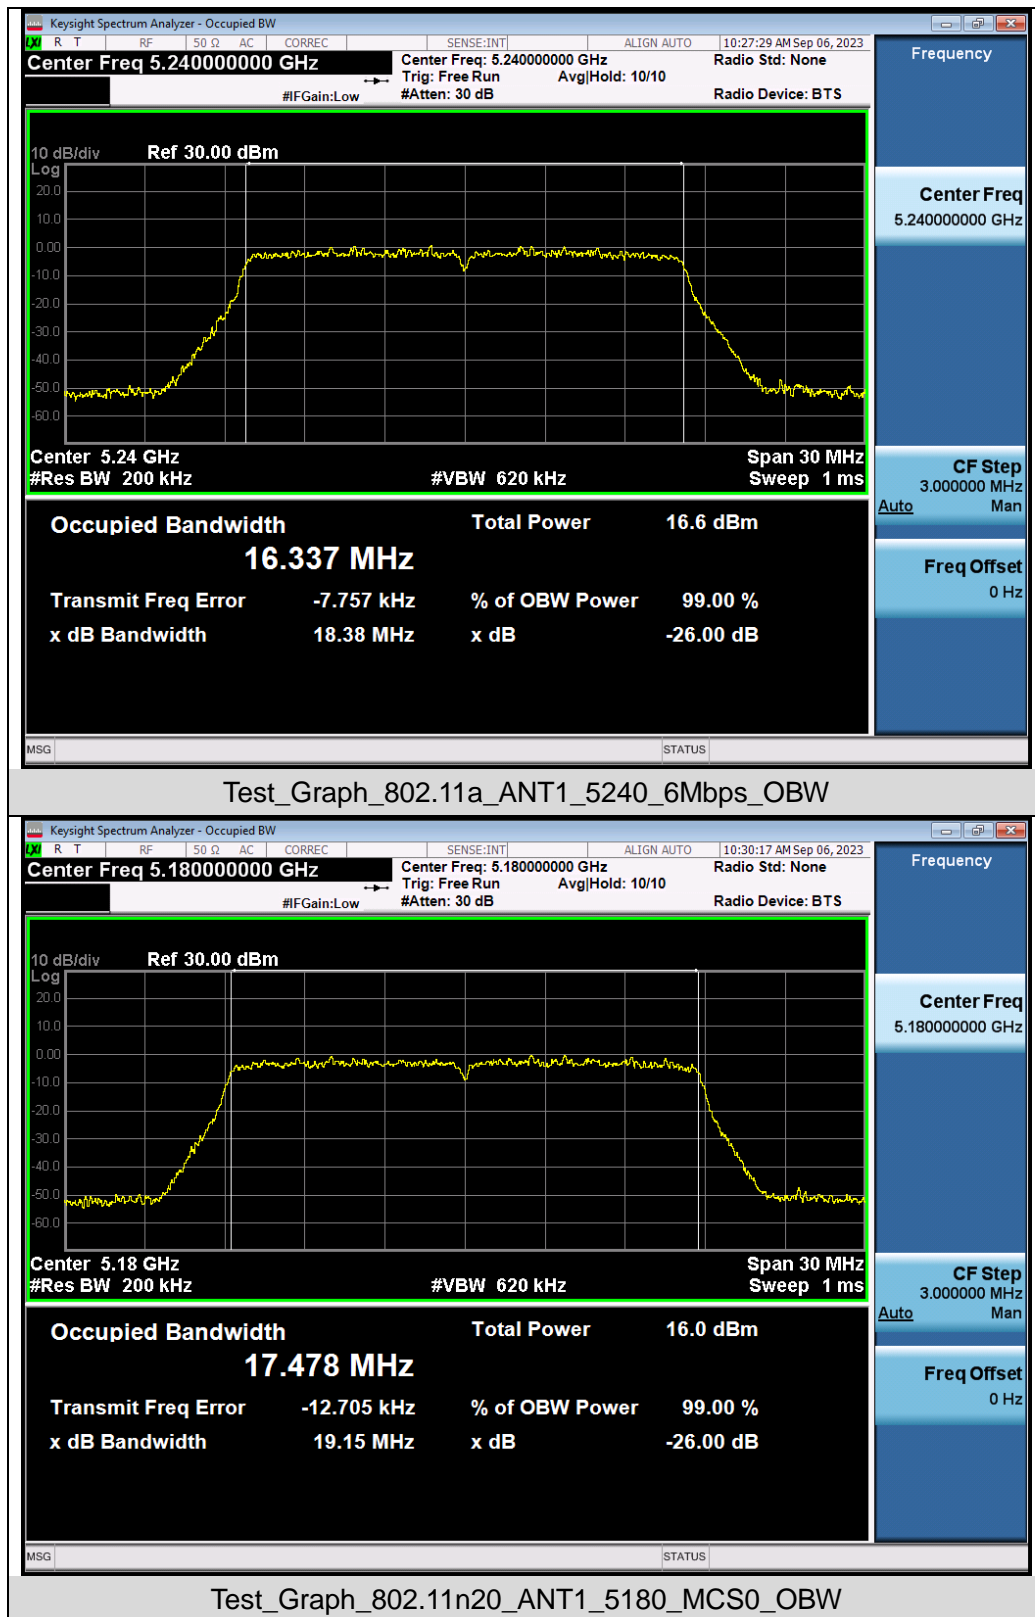 Keysight Spectrum Analyzer - Occupied BW
LXI R T RF 50 Ω AC CORREC SENSE:INT ALIGN AUTO 10:27:29 AM Sep 06, 2023
Center Freq 5.240000000 GHz
Center Freq: 5.240000000 GHz Radio Std: None
Trig: Free Run Avg|Hold: 10/10
#IFGain:Low #Atten: 30 dB Radio Device: BTS
Frequency
10 dB/div Ref 30.00 dBm
Log
20.0
10.0
0.00
-10.0
-20.0
-30.0
-40.0
-50.0
-60.0
Center 5.24 GHz Span 30 MHz
#Res BW 200 kHz #VBW 620 kHz Sweep 1 ms
Center Freq
5.240000000 GHz
CF Step
3.000000 MHz
Auto Man
Freq Offset
0 Hz
Occupied Bandwidth Total Power 16.6 dBm
16.337 MHz
Transmit Freq Error -7.757 kHz % of OBW Power 99.00 %
x dB Bandwidth 18.38 MHz x dB -26.00 dB
MSG STATUS
Test_Graph_802.11a_ANT1_5240_6Mbps_OBW
Keysight Spectrum Analyzer - Occupied BW
LXI R T RF 50 Ω AC CORREC SENSE:INT ALIGN AUTO 10:30:17 AM Sep 06, 2023
Center Freq 5.180000000 GHz
Center Freq: 5.180000000 GHz Radio Std: None
Trig: Free Run Avg|Hold: 10/10
#IFGain:Low #Atten: 30 dB Radio Device: BTS
Frequency
10 dB/div Ref 30.00 dBm
Log
20.0
10.0
0.00
-10.0
-20.0
-30.0
-40.0
-50.0
-60.0
Center 5.18 GHz Span 30 MHz
#Res BW 200 kHz #VBW 620 kHz Sweep 1 ms
Center Freq
5.180000000 GHz
CF Step
3.000000 MHz
Auto Man
Freq Offset
0 Hz
Occupied Bandwidth Total Power 16.0 dBm
17.478 MHz
Transmit Freq Error -12.705 kHz % of OBW Power 99.00 %
x dB Bandwidth 19.15 MHz x dB -26.00 dB
MSG STATUS
Test_Graph_802.11n20_ANT1_5180_MCS0_OBW